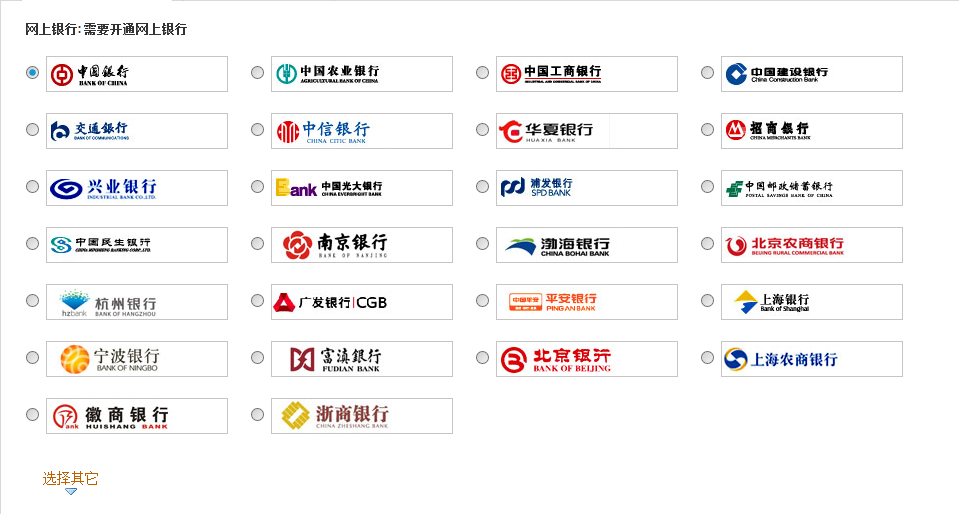 网上银行:需要开通网上银行
中国银行
BANK OF CHINA
中国农业银行
AGRICULTURAL BANK OF CHINA
中国工商银行
INDUSTRIAL AND COMMERCIAL BANK OF CHINA
中国建设银行
China Construction Bank
交通银行
BANK OF COMMUNICATIONS
中信银行
CHINA CITIC BANK
华夏银行
HUAXIA BANK
招商银行
CHINA MERCHANTS BANK
兴业银行
INDUSTRIAL BANK CO.,LTD.
Bank
中国光大银行
CHINA EVERBRIGHT BANK
浦发银行
SPD BANK
中国邮政储蓄银行
POSTAL SAVINGS BANK OF CHINA
中国民生银行
CHINA MINSHENG BANKING CORP.,LTD.
南京银行
BANK OF NANJING
渤海银行
CHINA BOHAI BANK
北京农商银行
BEIJING RURAL COMMERCIAL BANK
hzbank
杭州银行
BANK OF HANGZHOU
广发银行|CGB
中国平安
平安银行
PINGAN BANK
上海银行
Bank of Shanghai
宁波银行
BANK OF NINGBO
富滇銀行
FUDIAN BANK
北京银行
BANK OF BEIJING
上海农商银行
ank
徽商银行
HUISHANG BANK
浙商银行
CHINA ZHESHANG BANK
选择其它